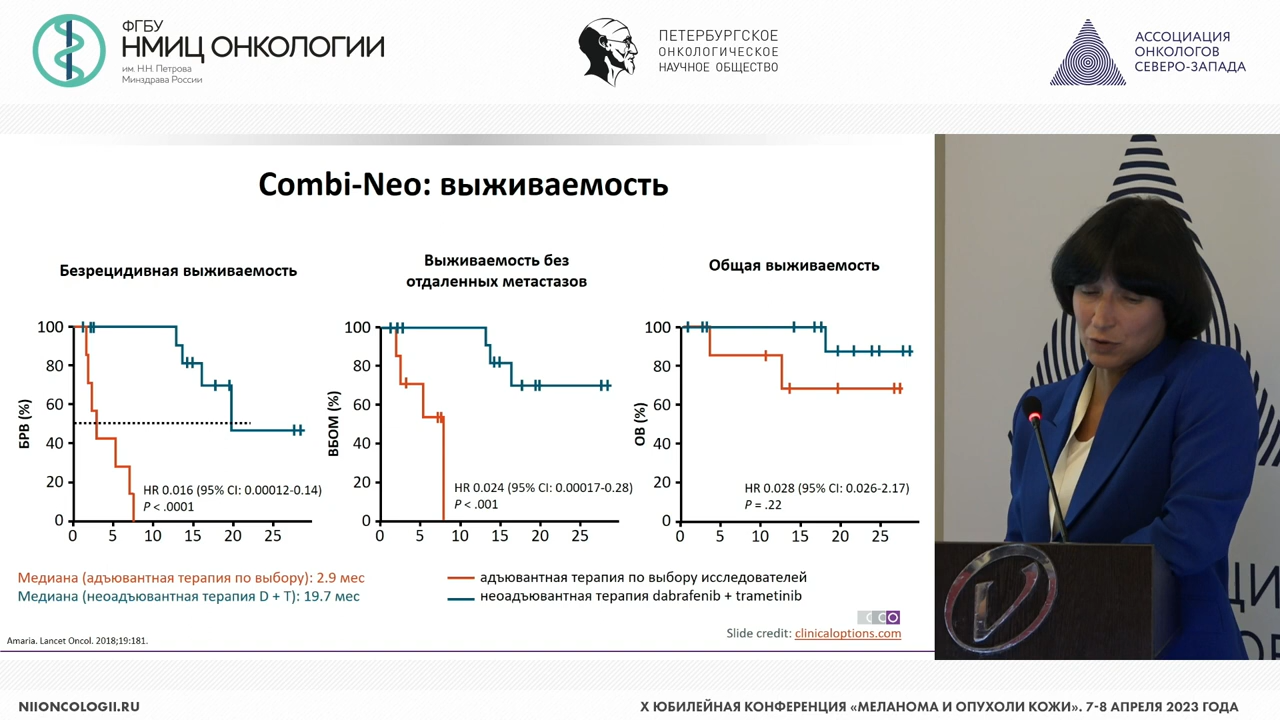 ФГБУ
НМИЦ ОНКОЛОГИИ
им. Н.Н. Петрова
Минздрава России
ПЕТЕРБУРГСКОЕ
ОНКОЛОГИЧЕСКОЕ
НАУЧНОЕ ОБЩЕСТВО
АССОЦИАЦИЯ
ОНКОЛОГОВ
СЕВЕРО-ЗАПАДА
Combi-Neo: выживаемость
Безрецидивная выживаемость
БРВ (%)
100
80
60
40
20
0
HR 0.016 (95% CI: 0.00012-0.14)
P < .0001
0 5 10 15 20 25
Выживаемость без
отдаленных метастазов
ВБОМ (%)
100
80
60
40
20
0
HR 0.024 (95% CI: 0.00017-0.28)
P < .001
0 5 10 15 20 25
Общая выживаемость
ОВ (%)
100
80
60
40
20
0
HR 0.028 (95% CI: 0.026-2.17)
P = .22
0 5 10 15 20 25
Медиана (адъювантная терапия по выбору): 2.9 мес
Медиана (неоадъювантная терапия D + T): 19.7 мес
адъювантная терапия по выбору исследователей
неоадъювантная терапия dabrafenib + trametinib
CCO
Slide credit: clinicaloptions.com
Amaria. Lancet Oncol. 2018;19:181.
NIIONCOLOGII.RU
X ЮБИЛЕЙНАЯ КОНФЕРЕНЦИЯ «МЕЛАНОМА И ОПУХОЛИ КОЖИ». 7-8 АПРЕЛЯ 2023 ГОДА